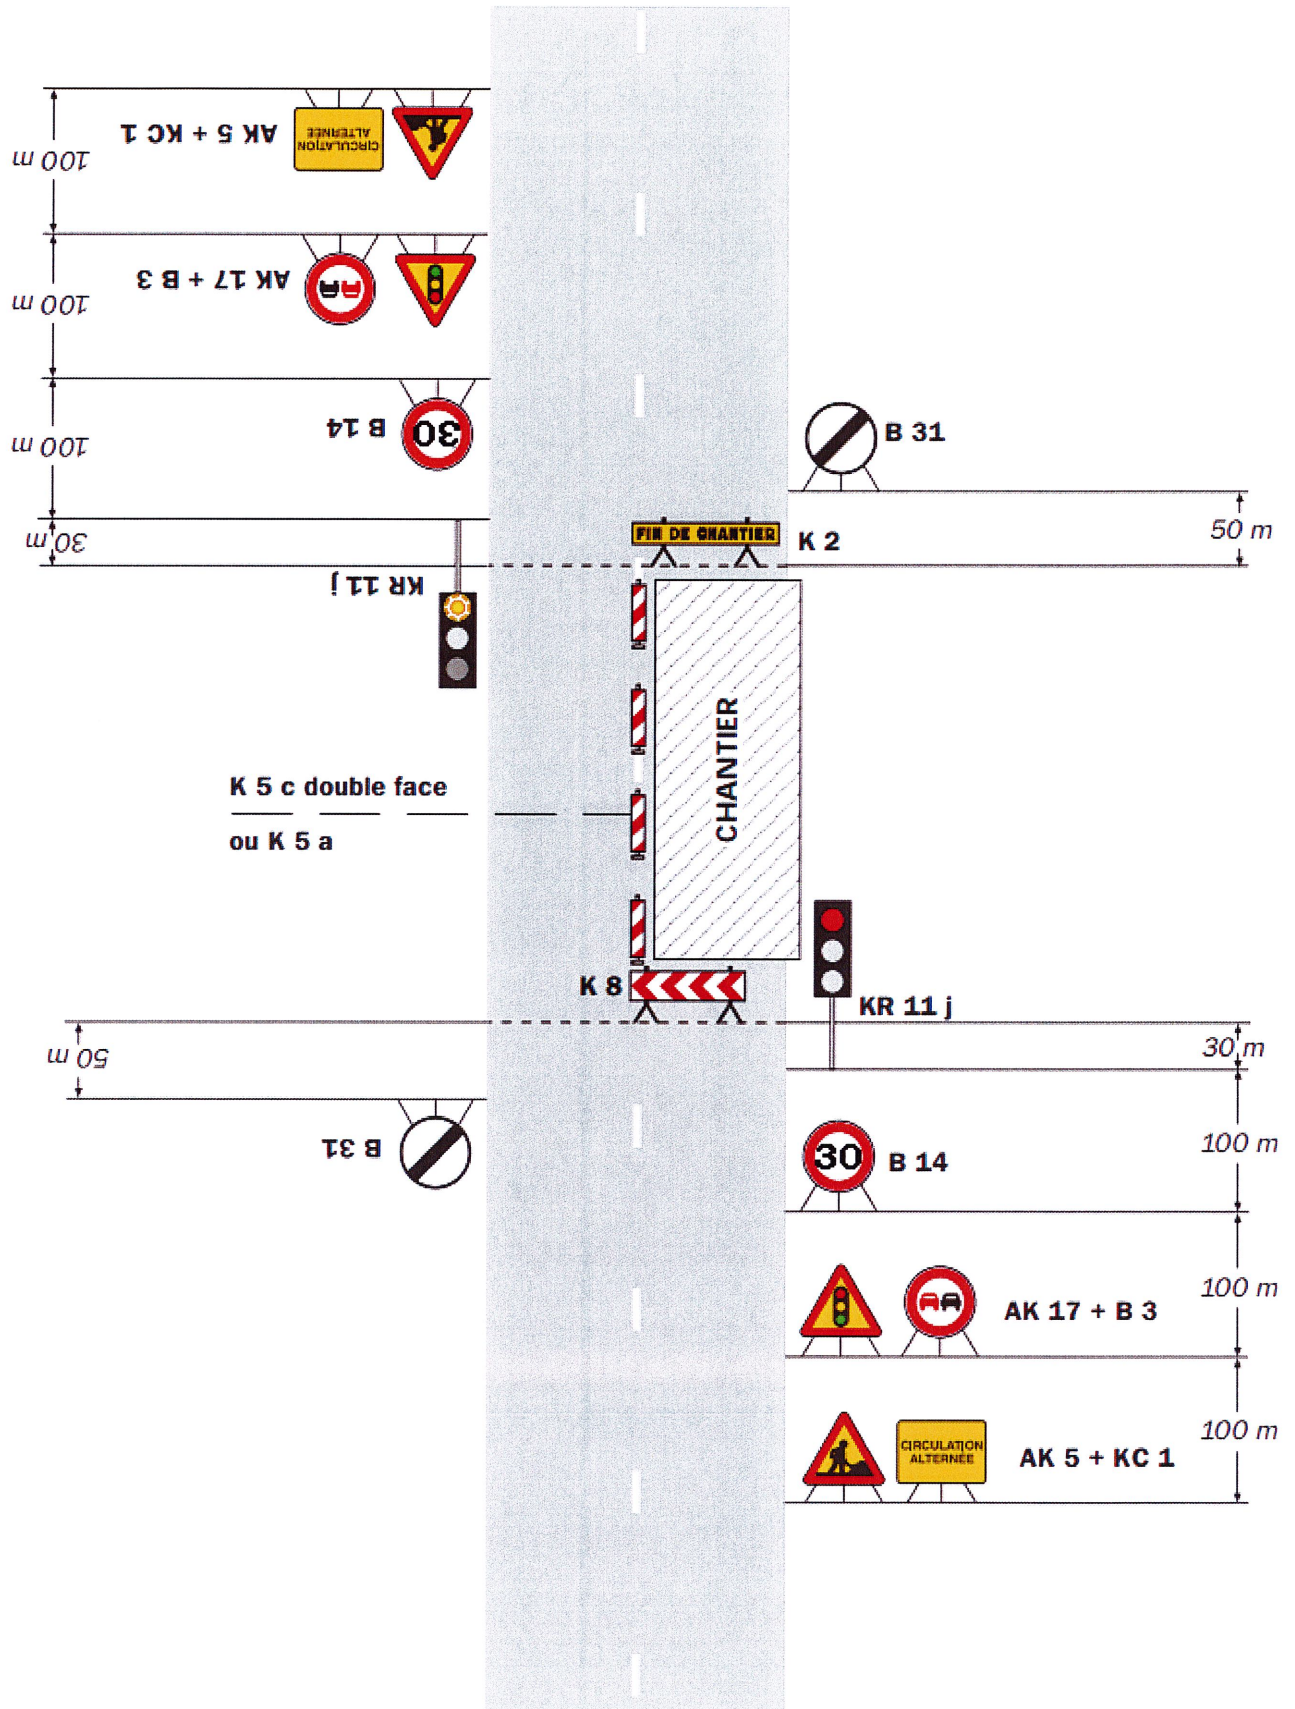 100 m
AK 5 + KC 1
CIRCULATION
ALTERNÉE
100 m
AK 17 + B 3
100 m
B 14
30
30 m
KR 11 j
B 31
50 m
FIN DE CHANTIER
K 2
CHANTIER
K 5 c double face
ou K 5 a
K 8
KR 11 j
30 m
50 m
B 31
30
B 14
100 m
AK 17 + B 3
100 m
CIRCULATION
ALTERNÉE
AK 5 + KC 1
100 m